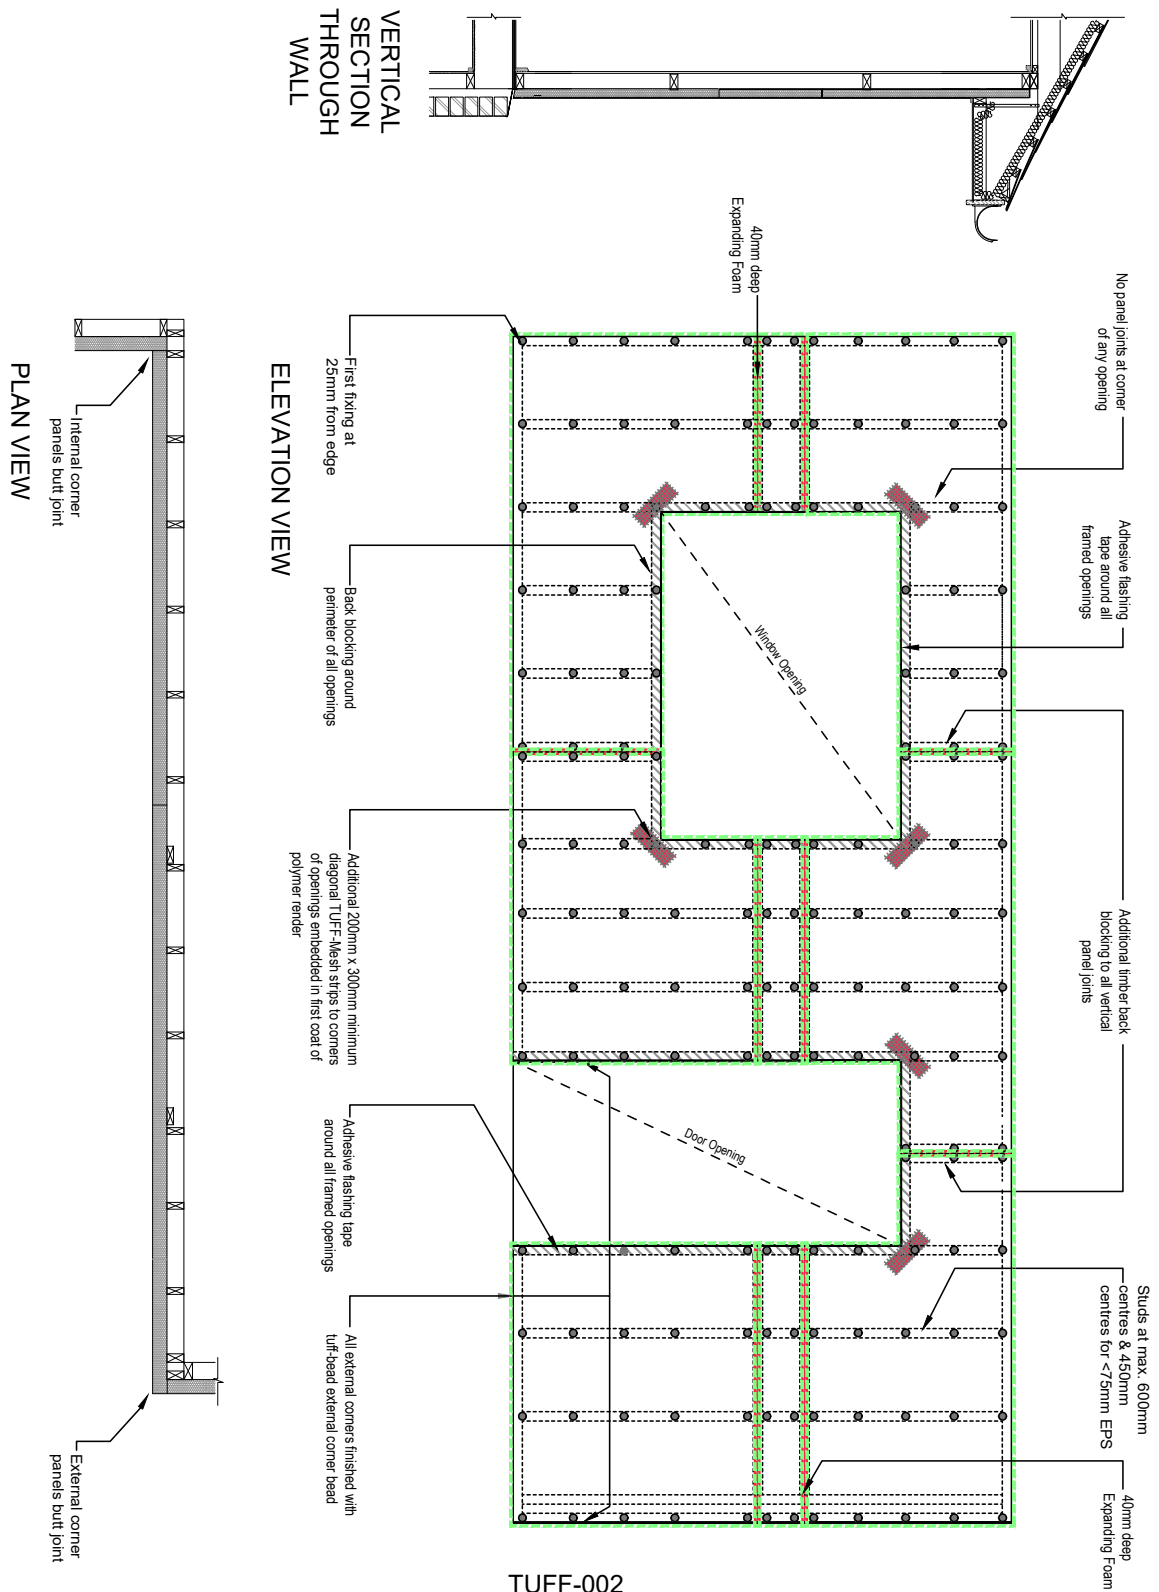 VERTICAL
SECTION
THROUGH
WALL
40mm deep
Expanding Foam
No panel joints at corner
of any opening
Adhesive flashing
tape around all
framed openings
Additional timber back
blocking to all vertical
panel joints
Studs at max. 600mm
centres & 450mm
centres for <75mm EPS
40mm deep
Expanding Foam
Window Opening
Door Opening
First fixing at
25mm from edge
Back blocking around
perimeter of all openings
Additional 200mm x 300mm minimum
diagonal TUFF-Mesh strips to corners
of openings embedded in first coat of
polymer render
Adhesive flashing tape
around all framed openings
All external corners finished with
tuff-bead external corner bead
ELEVATION VIEW
Internal corner
panels butt joint
External corner
panels butt joint
PLAN VIEW
TUFF-002